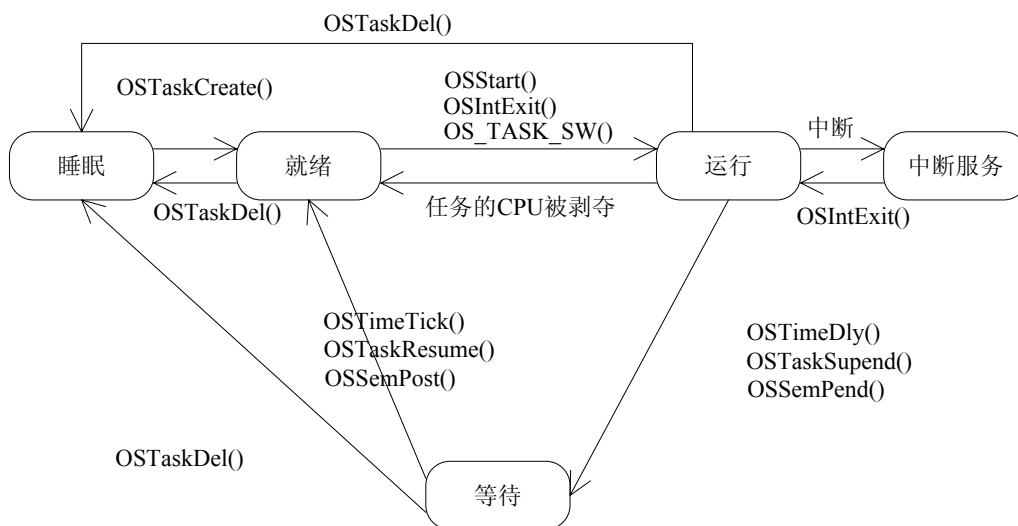 OSTaskDel()
OSTaskCreate()
OSStart()
OSIntExit()
OS_TASK_SW()
中断
睡眠
就绪
运行
中断服务
OSTaskDel()
任务的CPU被剥夺
OSIntExit()
OSTimeTick()
OSTaskResume()
OSSemPost()
OSTimeDly()
OSTaskSupend()
OSSemPend()
OSTaskDel()
等待